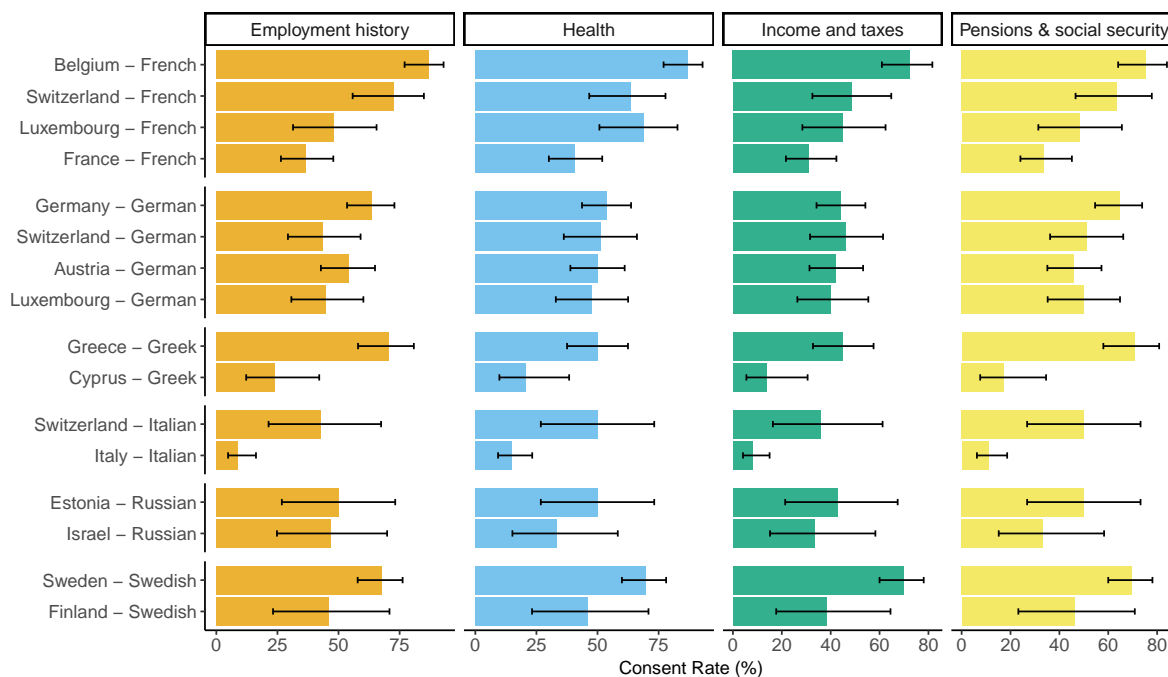 Employment history
Health
Income and taxes
Pensions & social security
Belgium – French
Switzerland – French
Luxembourg – French
France – French
Germany – German
Switzerland – German
Austria – German
Luxembourg – German
Greece – Greek
Cyprus – Greek
Switzerland – Italian
Italy – Italian
Estonia – Russian
Israel – Russian
Sweden – Swedish
Finland – Swedish
0 25 50 75
0 25 50 75
0 20 40 60 80
0 20 40 60 80
Consent Rate (%)